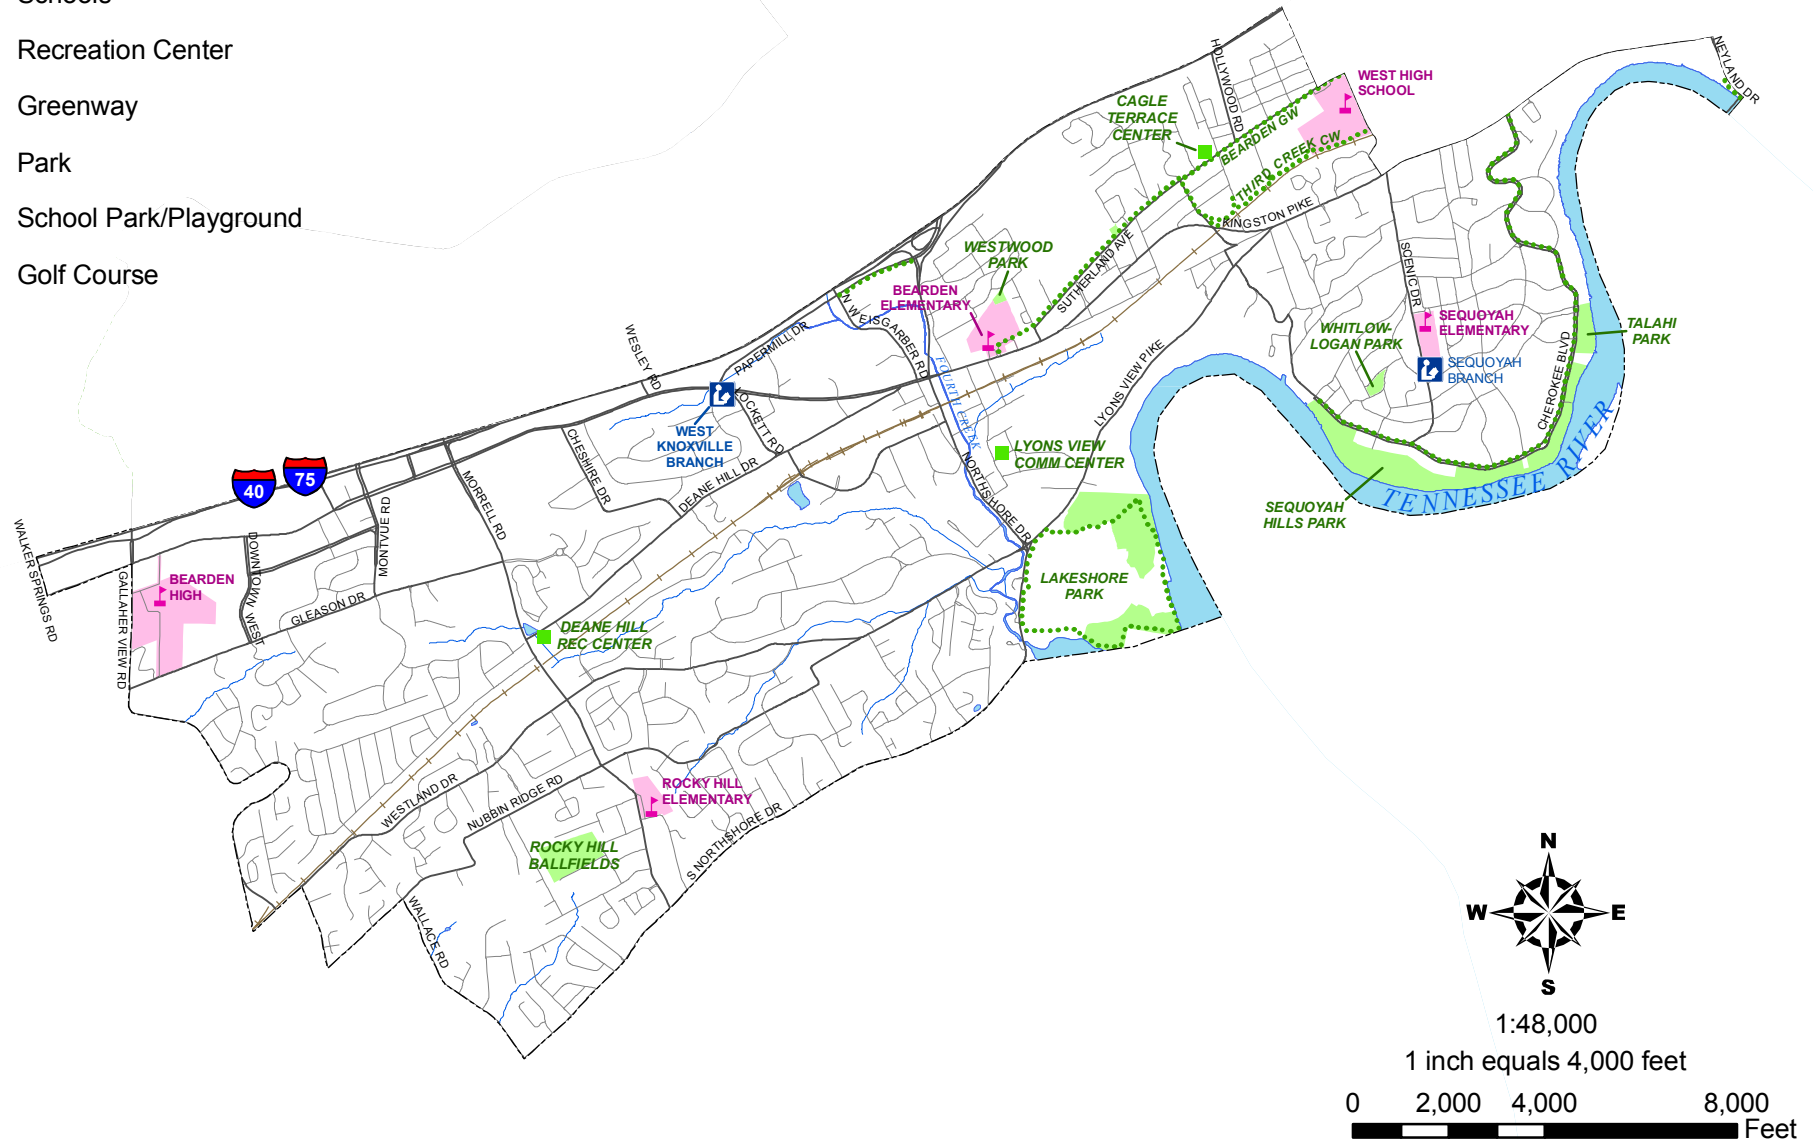 Schools
Recreation Center
Greenway
Park
School Park/Playground
Golf Course
NEYLAND DR
HOLLYWOOD RD
WEST HIGH
SCHOOL
CAGLE
TERRACE
CENTER
BEARDEN GW
THIRD CREEK CW
KINGSTON PIKE
WESTWOOD
PARK
SUTHERLAND AVE
SCENIC DR
BEARDEN
ELEMENTARY
N WEISGARBER RD
PAPERMILL DR
WESLEY RD
SEQUOYAH
ELEMENTARY
WHITLOW-
LOGAN PARK
TALAHI
PARK
SEQUOYAH
BRANCH
CHEROKEE BLVD
FOURTH CREEK
LYONS VIEW PIKE
LOCKETT RD
WEST
KNOXVILLE
BRANCH
CHESHIRE DR
DEANE HILL DR
LYONS VIEW
COMM CENTER
NORTHSHORE DR
TENNESSEE RIVER
SEQUOYAH
HILLS PARK
40
75
MORRELL RD
MONTVUE RD
WALKER SPRINGS RD
DOWNTOWN WEST
GALLAHER VIEW RD
BEARDEN
HIGH
GLEASON DR
LAKESHORE
PARK
DEANE HILL
REC CENTER
WESTLAND DR
NUBBIN RIDGE RD
ROCKY HILL
ELEMENTARY
S NORTHSHORE DR
ROCKY HILL
BALLFIELDS
WALLACE RD
N
W
E
S
1:48,000
1 inch equals 4,000 feet
0 2,000 4,000 8,000
Feet